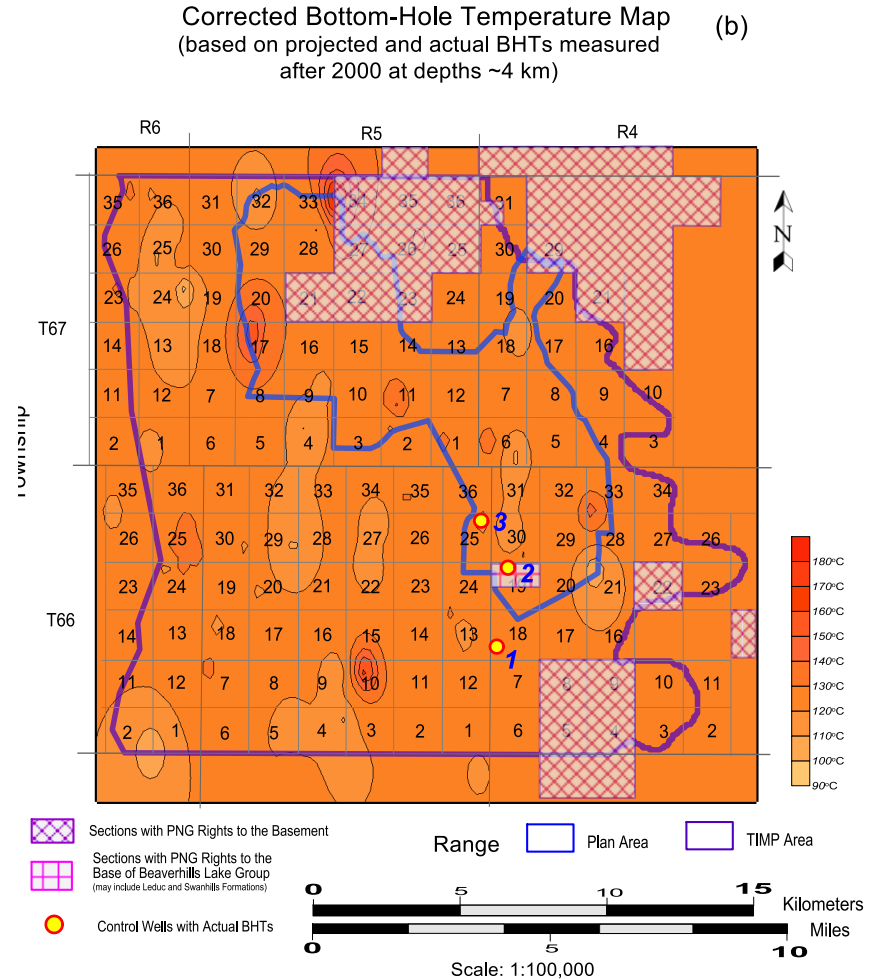 Corrected Bottom-Hole Temperature Map
(b)
(based on projected and actual BHTs measured
after 2000 at depths ~4 km)
R6 R5 R4
35 36 31 32 33 34 35 36 31
26 25 30 29 28 27 26 25 30 29
N
23 24 19 20 21 22 23 24 19 20 21
T67
14 13 18 17 16 15 14 13 18 17 16
11 12 7 8 9 10 11 12 7 8 9 10
2 1 6 5 4 3 2 1 6 5 4 3
35 36 31 32 33 34 35 36 31 32 33 34
3
26 25 30 29 28 27 26 25 30 29 28 27 26
2
23 24 19 20 21 22 23 24 19 20 21 22 23
T66
14 13 18 17 16 15 14 13 18 17 16
1
11 12 7 8 9 10 11 12 7 8 9 10 11
2 1 6 5 4 3 2 1 6 5 4 3 2
180°C
170°C
160°C
150°C
140°C
130°C
120°C
110°C
100°C
90°C
Sections with PNG Rights to the Basement
Sections with PNG Rights to the
Base of Beaverhills Lake Group
(may include Leduc and Swanhills Formations)
Control Wells with Actual BHTs
Range
Plan Area
TIMP Area
0 5 10 15
Kilometers
Miles
0 5 10
Scale: 1:100,000